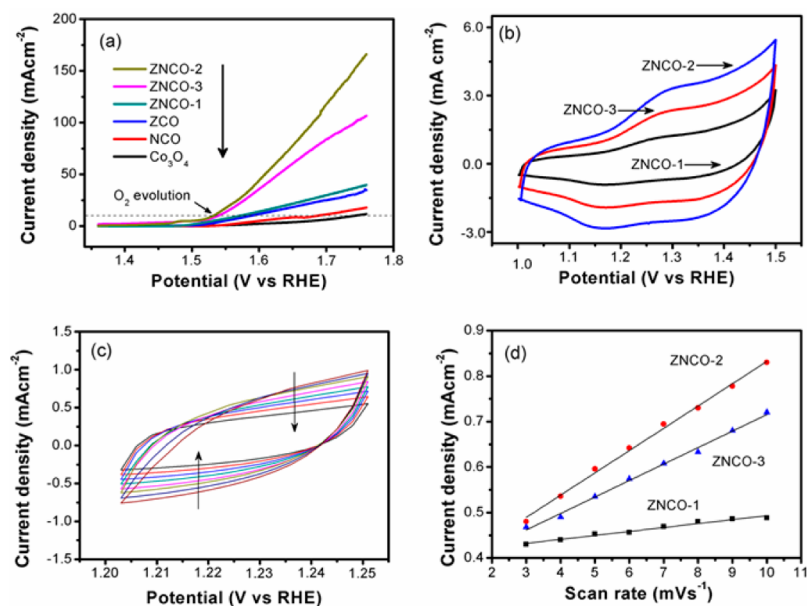 (a)
200
150
100
50
0
Current density (mAcm⁻²)
ZNCO-2
ZNCO-3
ZNCO-1
ZCO
NCO
Co₃O₄
O₂ evolution
1.4 1.5 1.6 1.7 1.8
Potential (V vs RHE)
(b)
6.0
3.0
0.0
-3.0
Current density (mA cm⁻²)
ZNCO-2
ZNCO-3
ZNCO-1
1.0 1.1 1.2 1.3 1.4 1.5
Potential (V vs RHE)
(c)
1.5
1.0
0.5
0.0
-0.5
-1.0
-1.5
Current density (mAcm⁻²)
1.20 1.21 1.22 1.23 1.24 1.25
Potential (V vs RHE)
(d)
0.9
0.8
0.7
0.6
0.5
0.4
Current density (mAcm⁻²)
ZNCO-2
ZNCO-3
ZNCO-1
2 3 4 5 6 7 8 9 10 11
Scan rate (mVs⁻¹)